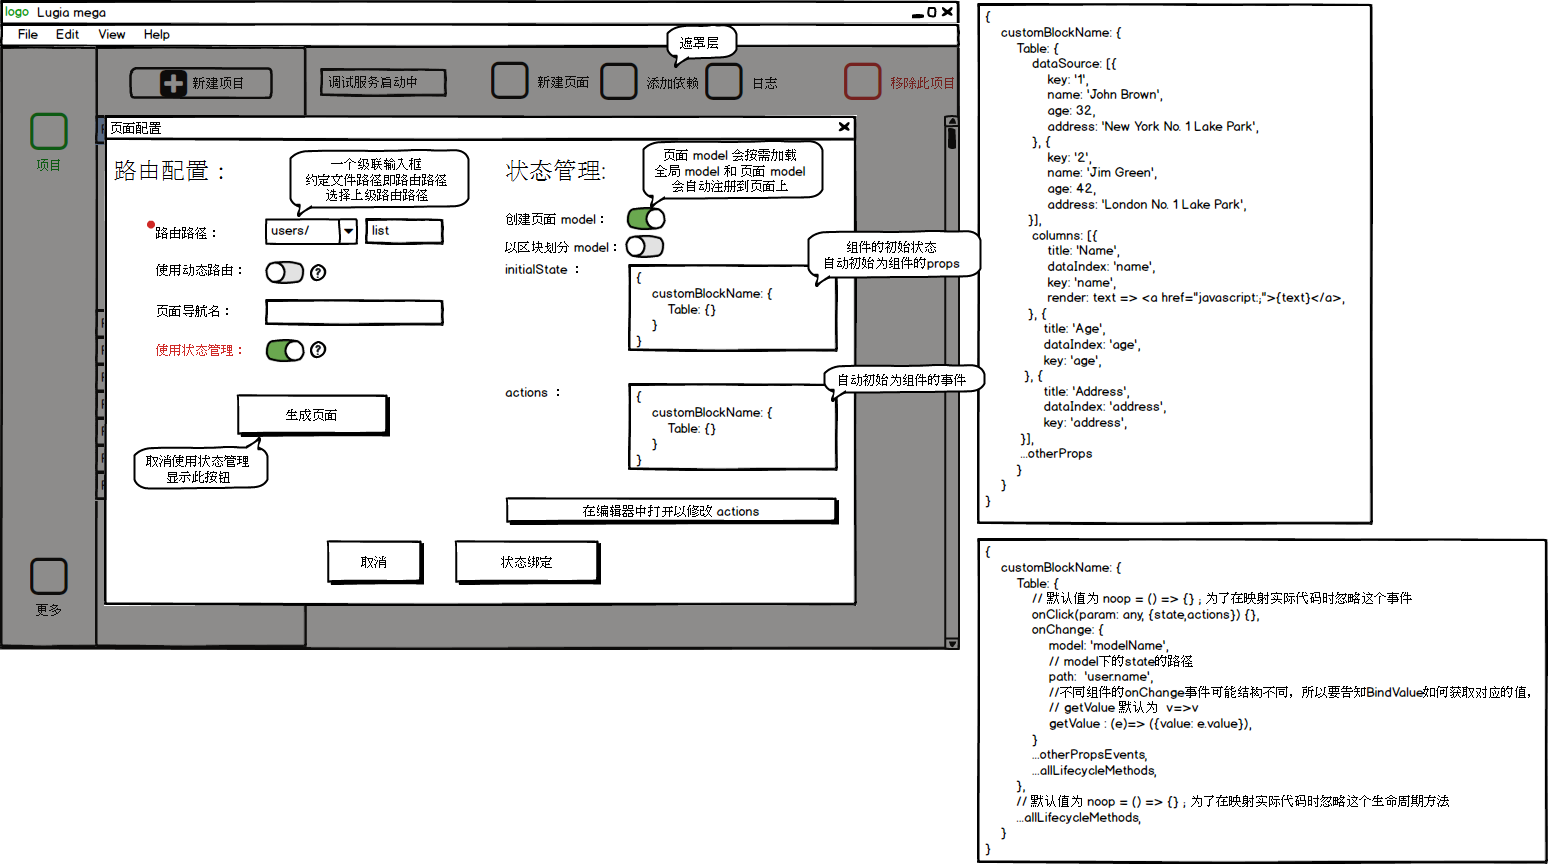 logo Lugia mega
File Edit View Help
遮罩层
新建项目
调试服务启动中
新建页面
添加依赖
日志
移除此项目
项目
更多
页面配置
路由配置：
一个级联输入框
约定文件路径即路由路径
选择上级路由路径
路由路径：
users/
list
使用动态路由：
?
页面导航名：
使用状态管理：
?
生成页面
取消使用状态管理
显示此按钮
状态管理:
页面 model 会按需加载
全局 model 和 页面 model
会自动注册到页面上
创建页面 model：
以区块划分 model：
组件的初始状态
自动初始为组件的props
initialState ：
{
customBlockName: {
Table: {}
}
}
自动初始为组件的事件
actions ：
{
customBlockName: {
Table: {}
}
}
在编辑器中打开以修改 actions
取消
状态绑定
{
customBlockName: {
Table: {
dataSource: [{
key: '1',
name: 'John Brown',
age: 32,
address: 'New York No. 1 Lake Park',
}, {
key: '2',
name: 'Jim Green',
age: 42,
address: 'London No. 1 Lake Park',
}],
columns: [{
title: 'Name',
dataIndex: 'name',
key: 'name',
render: text => <a href="javascript:;">{text}</a>,
}, {
title: 'Age',
dataIndex: 'age',
key: 'age',
}, {
title: 'Address',
dataIndex: 'address',
key: 'address',
}],
...otherProps
}
}
}
{
customBlockName: {
Table: {
// 默认值为 noop = () => {} ; 为了在映射实际代码时忽略这个事件
onClick(param: any, {state,actions}) {},
onChange: {
model: 'modelName',
// model下的state的路径
path: 'user.name',
//不同组件的onChange事件可能结构不同，所以要告知BindValue如何获取对应的值，
// getValue 默认为 v=>v
getValue : (e)=> ({value: e.value}),
}
...otherPropsEvents,
...allLifecycleMethods,
},
// 默认值为 noop = () => {} ; 为了在映射实际代码时忽略这个生命周期方法
...allLifecycleMethods,
}
}